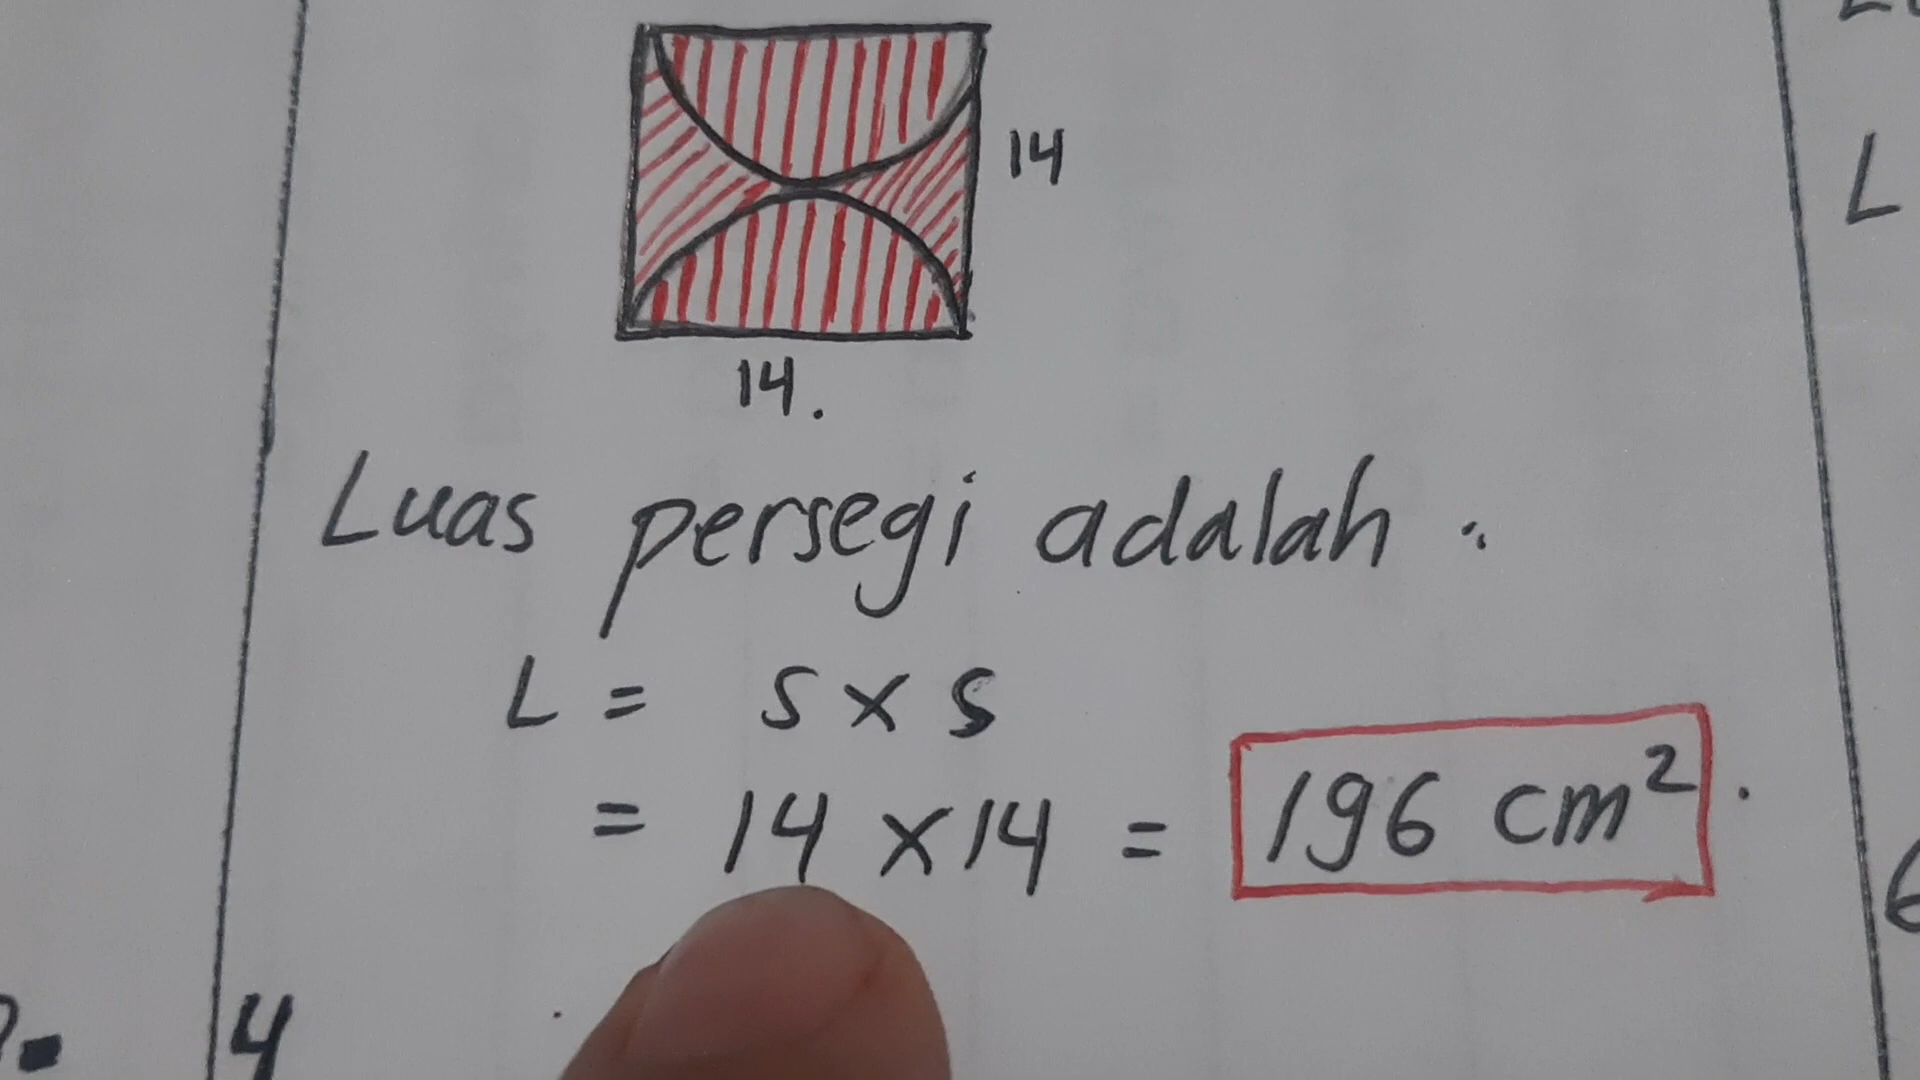 14
14.
Luas persegi adalah :
L = s x s
= 14 x 14 = 196 cm².
4
L